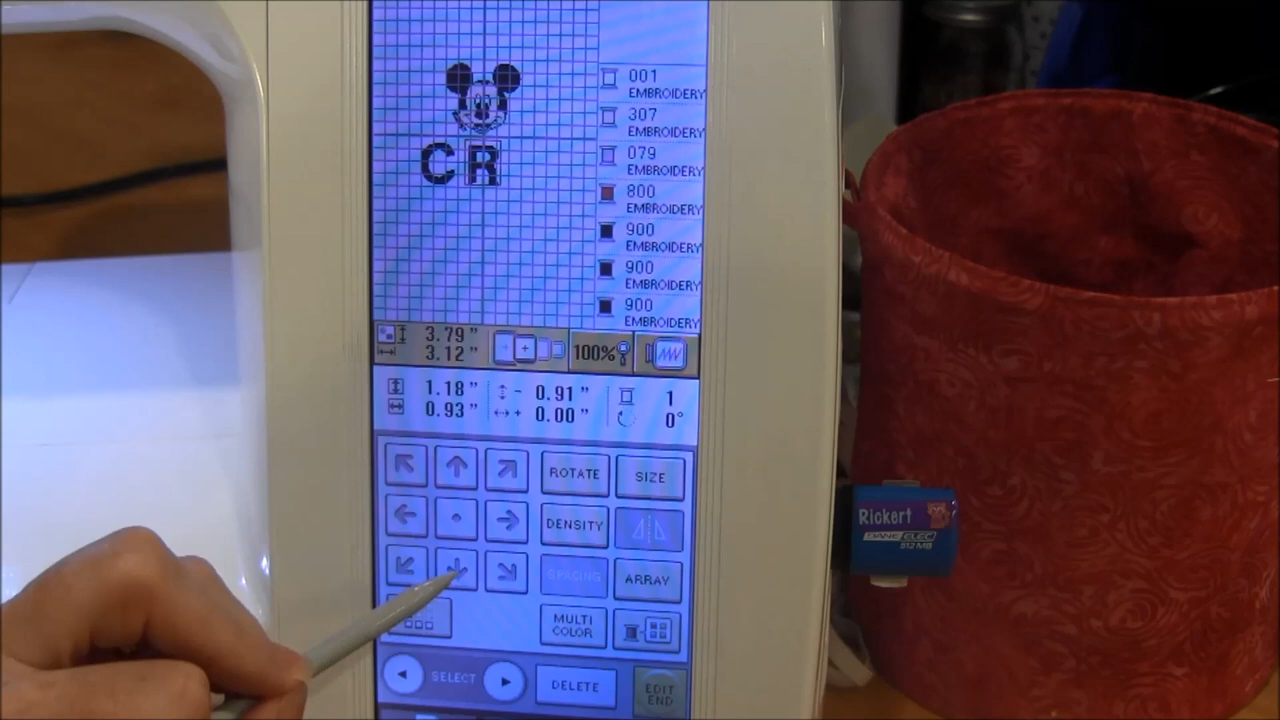 001
EMBROIDERY
307
EMBROIDERY
079
EMBROIDERY
800
EMBROIDERY
900
EMBROIDERY
900
EMBROIDERY
900
EMBROIDERY
C R
3.79"
3.12"
100%
1.18" - 0.91" 1
0.93" + 0.00" 0°
ROTATE SIZE
DENSITY
SPACING ARRAY
MULTI
COLOR
SELECT DELETE EDIT
END
Rickert
DANE ELEC
512 MB